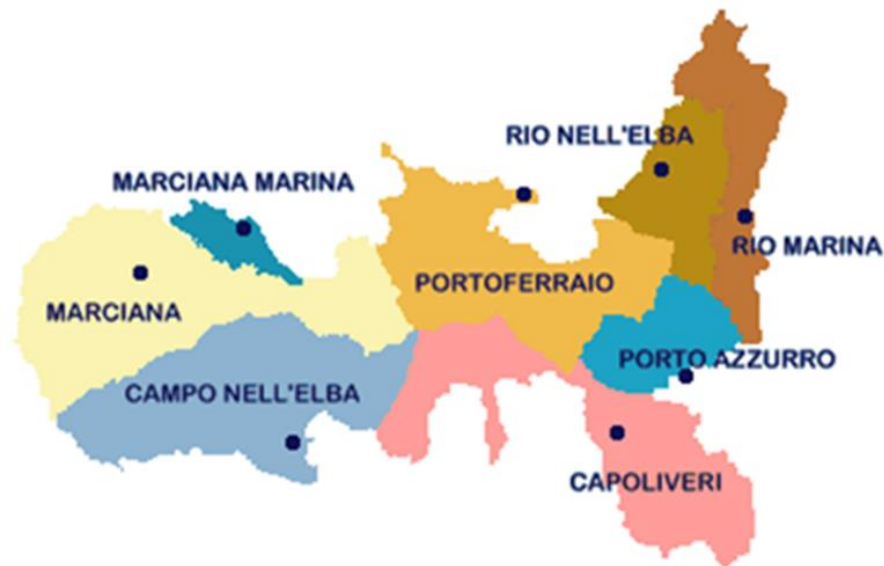 RIO NELL'ELBA
MARCIANA MARINA
RIO MARINA
PORTOFERRAIO
MARCIANA
PORTO AZZURRO
CAMPO NELL'ELBA
CAPOLIVERI